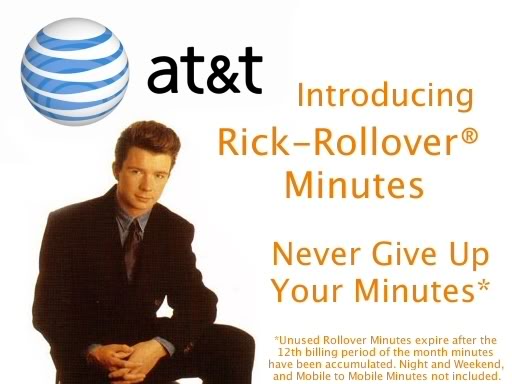 at&t
Introducing
Rick-Rollover®
Minutes
Never Give Up
Your Minutes*
*Unused Rollover Minutes expire after the
12th billing period of the month minutes
have been accumulated. Night and Weekend,
and Mobile to Mobile Minutes not included.